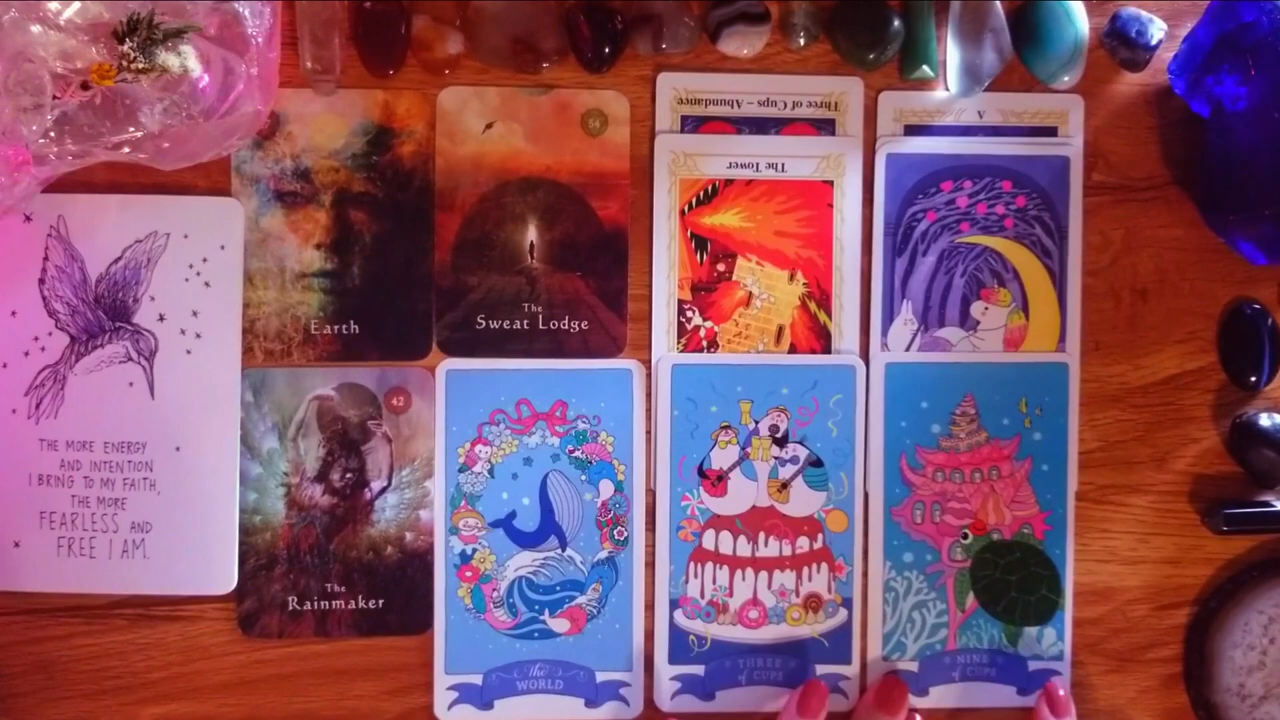 Three of Cups – Abundance
V
The Tower
54
Earth
The
Sweat Lodge
42
THE MORE ENERGY
AND INTENTION
I BRING TO MY FAITH,
THE MORE
FEARLESS AND
FREE I AM.
The
Rainmaker
The
WORLD
THREE
of CUPS
NINE
of CUPS